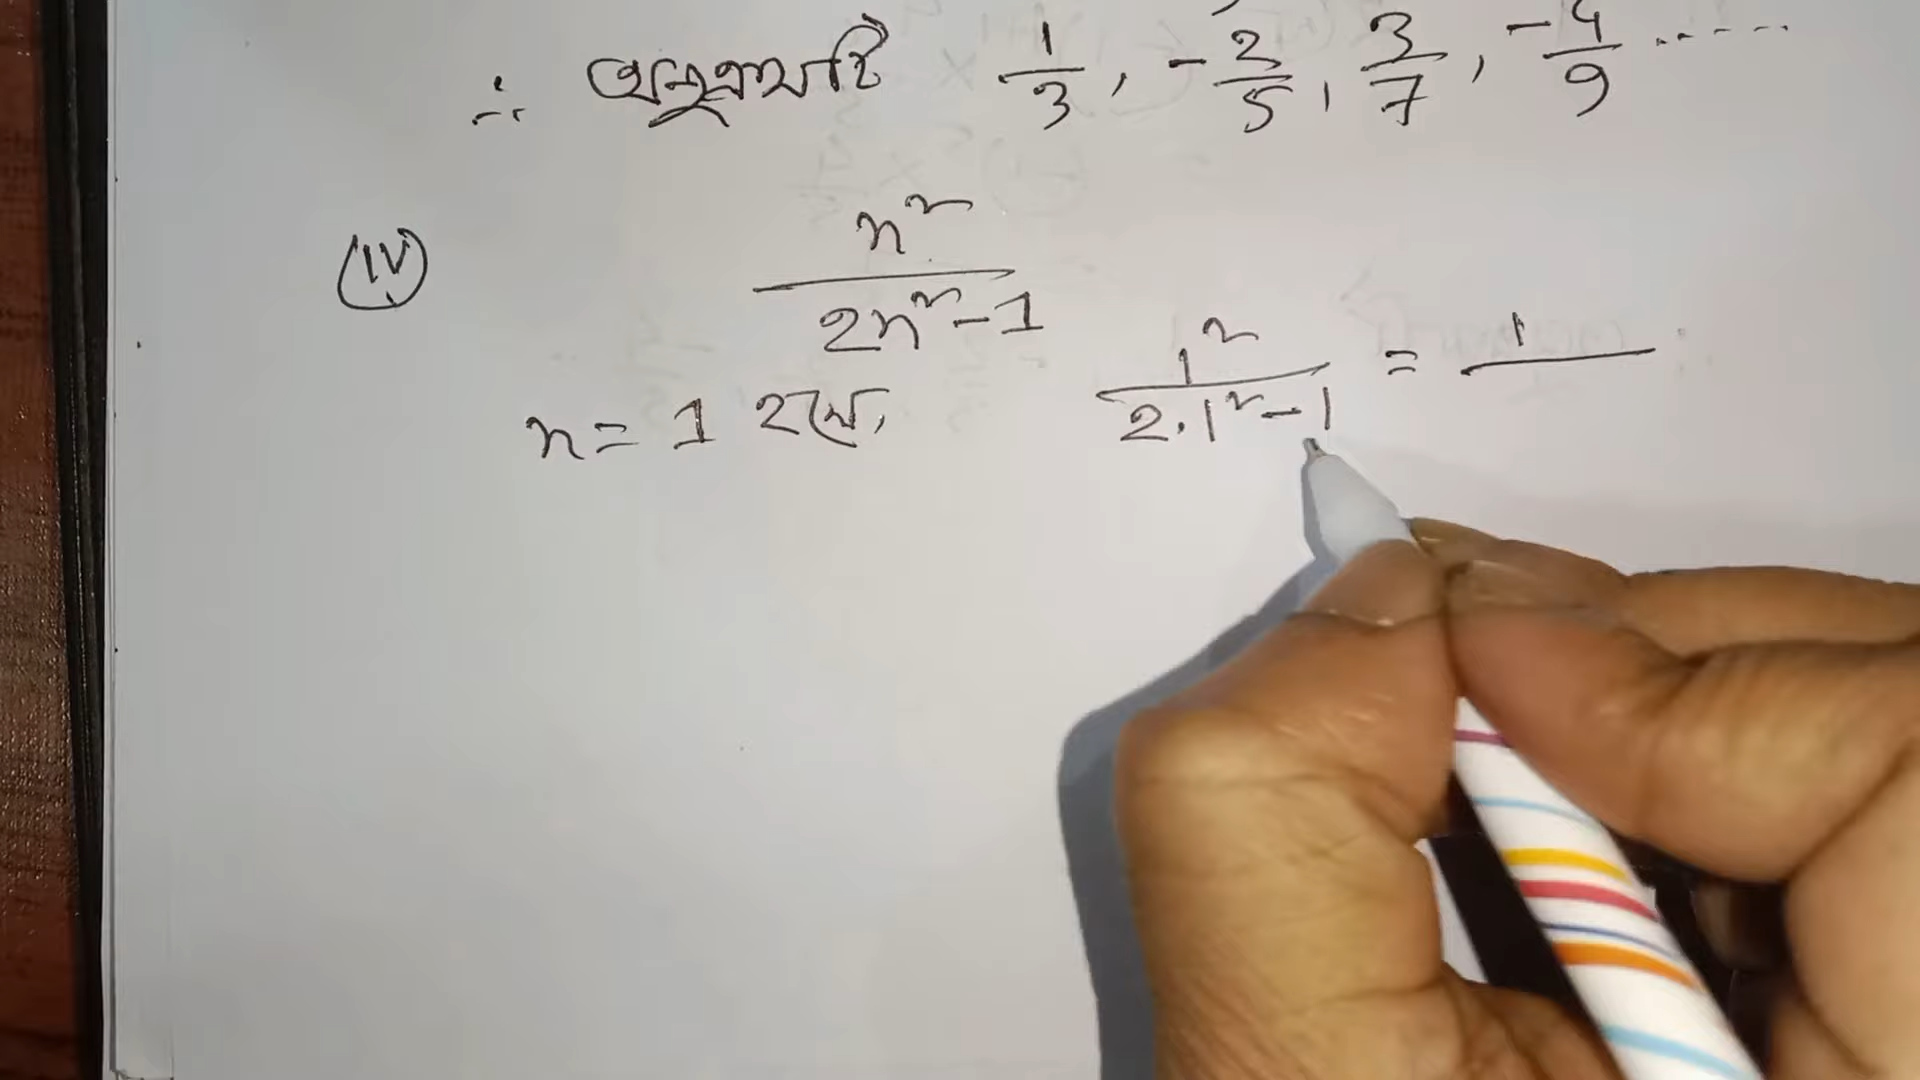 ∴ অনুক্রমটি 1/3, -2/5, 3/7, -4/9 .....
(iv) n²/(2n²-1)
n = 1 হলে, 1²/(2.1²-1) = 1/